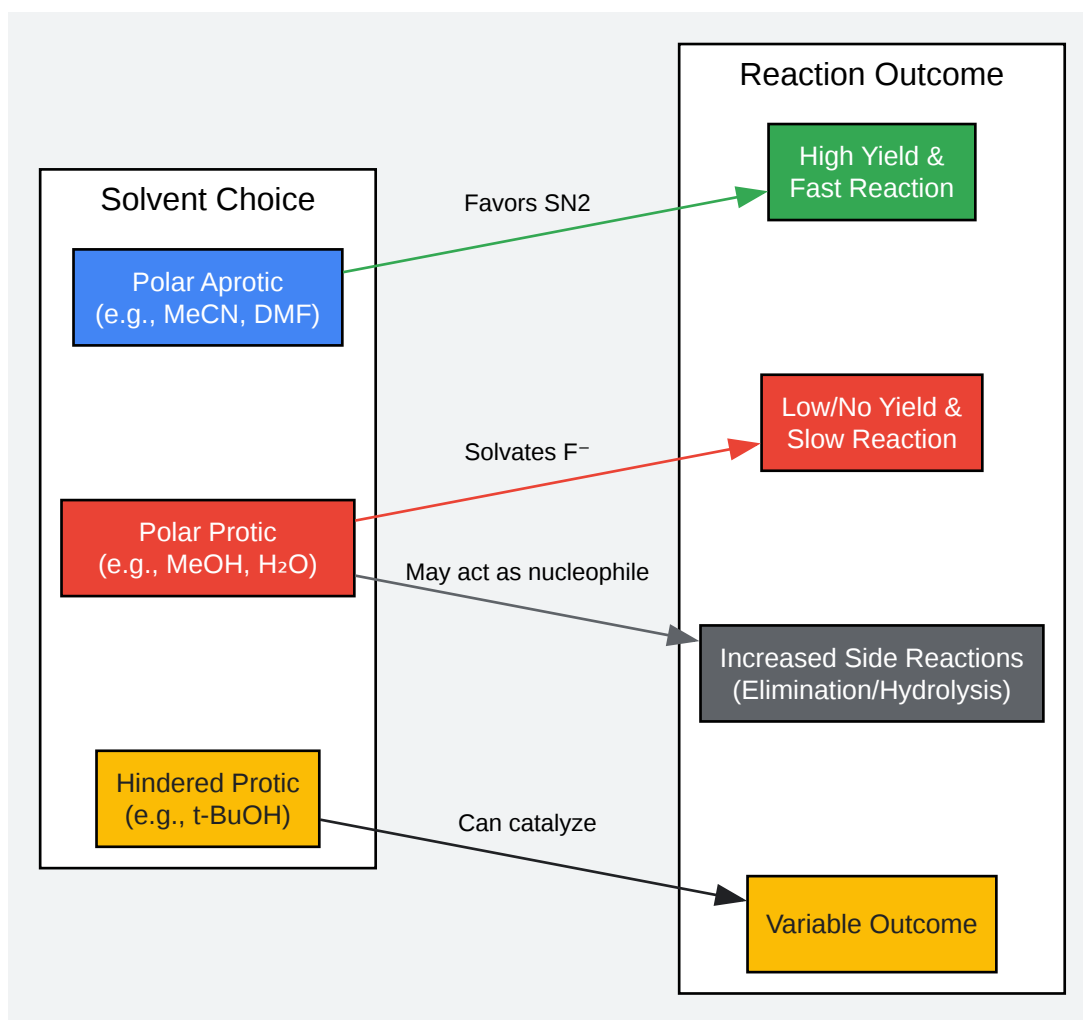 Solvent Choice
Polar Aprotic
(e.g., MeCN, DMF)
Polar Protic
(e.g., MeOH, H₂O)
Hindered Protic
(e.g., t-BuOH)
Favors SN2
Solvates F⁻
May act as nucleophile
Can catalyze
Reaction Outcome
High Yield &
Fast Reaction
Low/No Yield &
Slow Reaction
Increased Side Reactions
(Elimination/Hydrolysis)
Variable Outcome